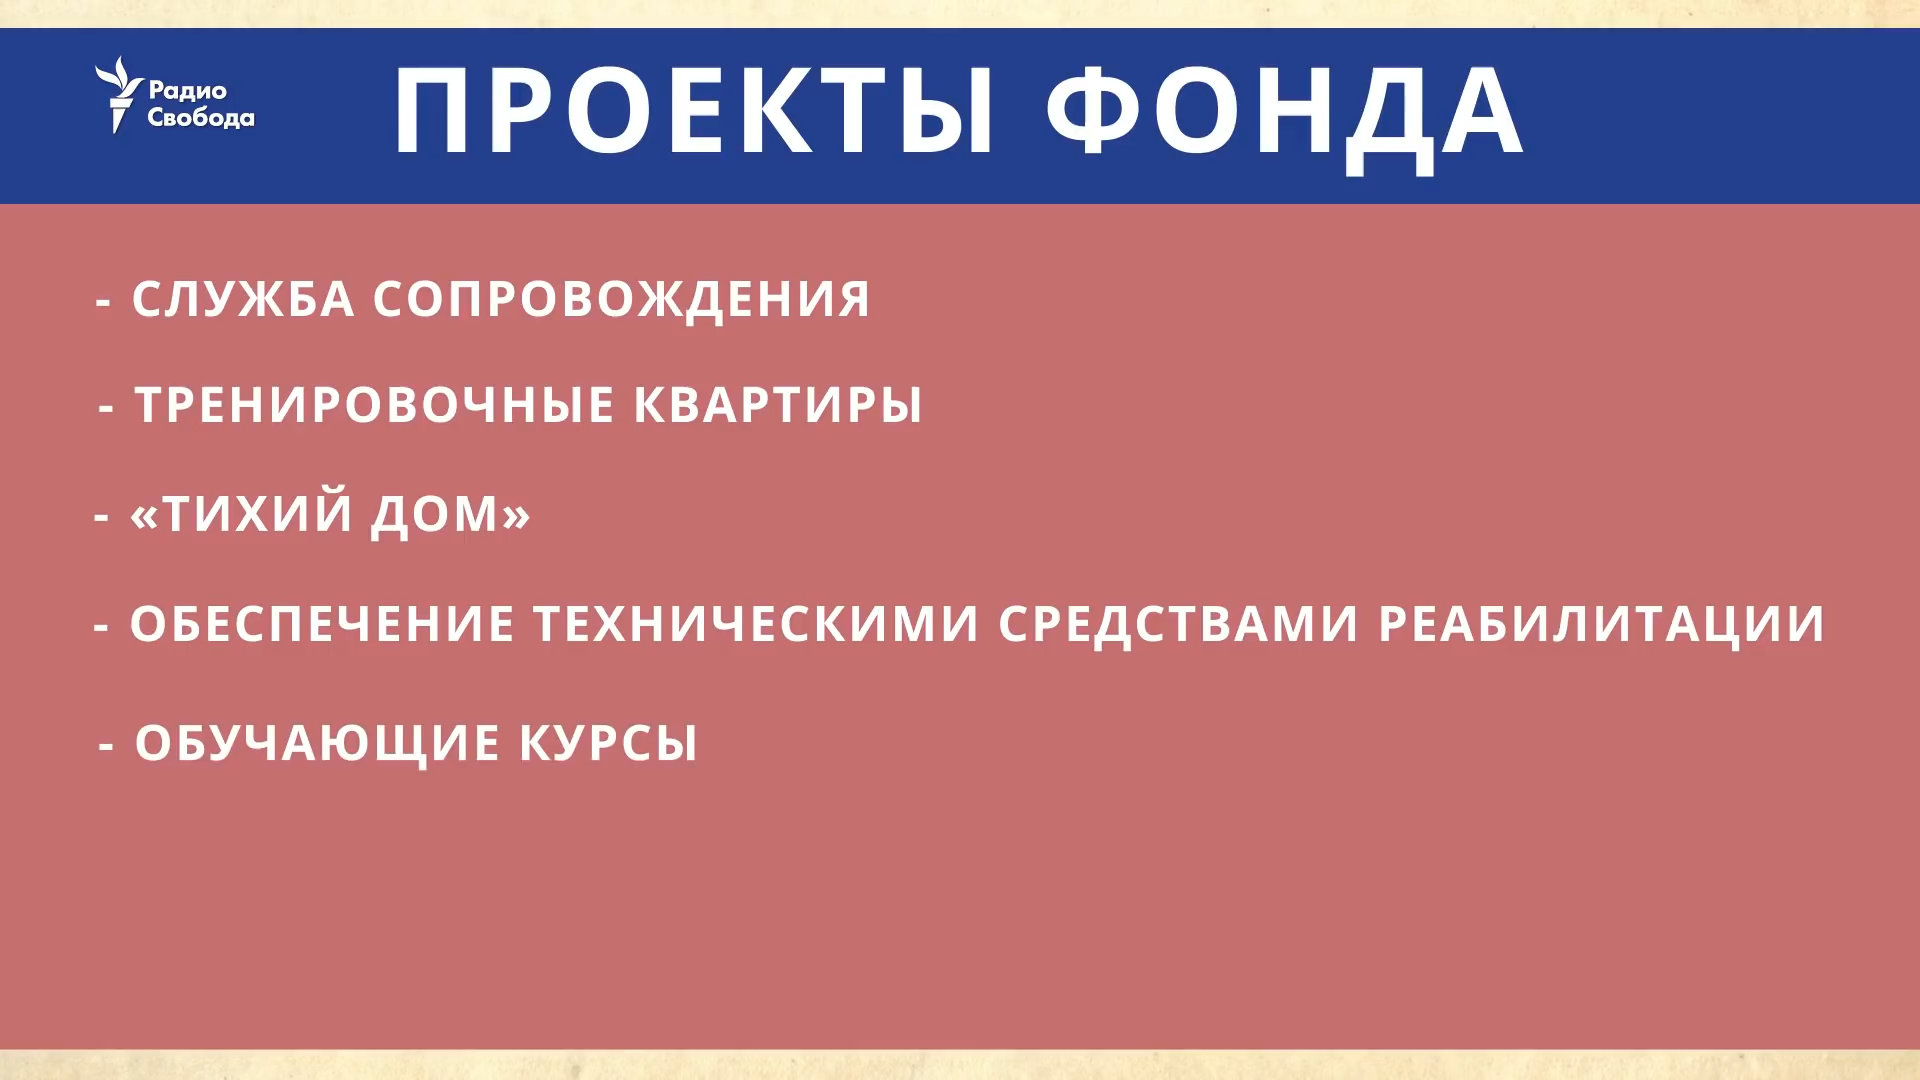 Радио
Свобода
ПРОЕКТЫ ФОНДА
- СЛУЖБА СОПРОВОЖДЕНИЯ
- ТРЕНИРОВОЧНЫЕ КВАРТИРЫ
- «ТИХИЙ ДОМ»
- ОБЕСПЕЧЕНИЕ ТЕХНИЧЕСКИМИ СРЕДСТВАМИ РЕАБИЛИТАЦИИ
- ОБУЧАЮЩИЕ КУРСЫ